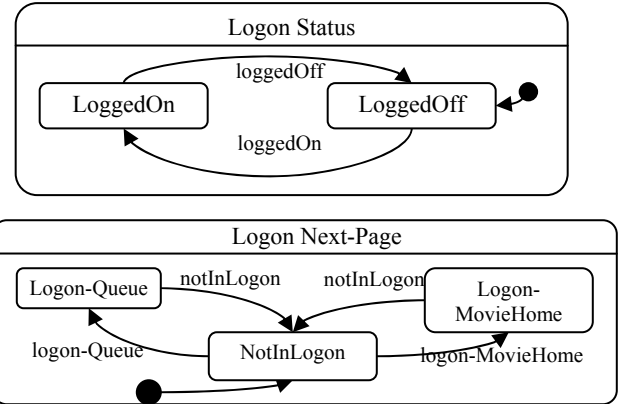 Logon Status
loggedOff
LoggedOn
LoggedOff
loggedOn
Logon Next-Page
Logon-Queue
notInLogon
notInLogon
Logon-
MovieHome
logon-Queue
NotInLogon
logon-MovieHome